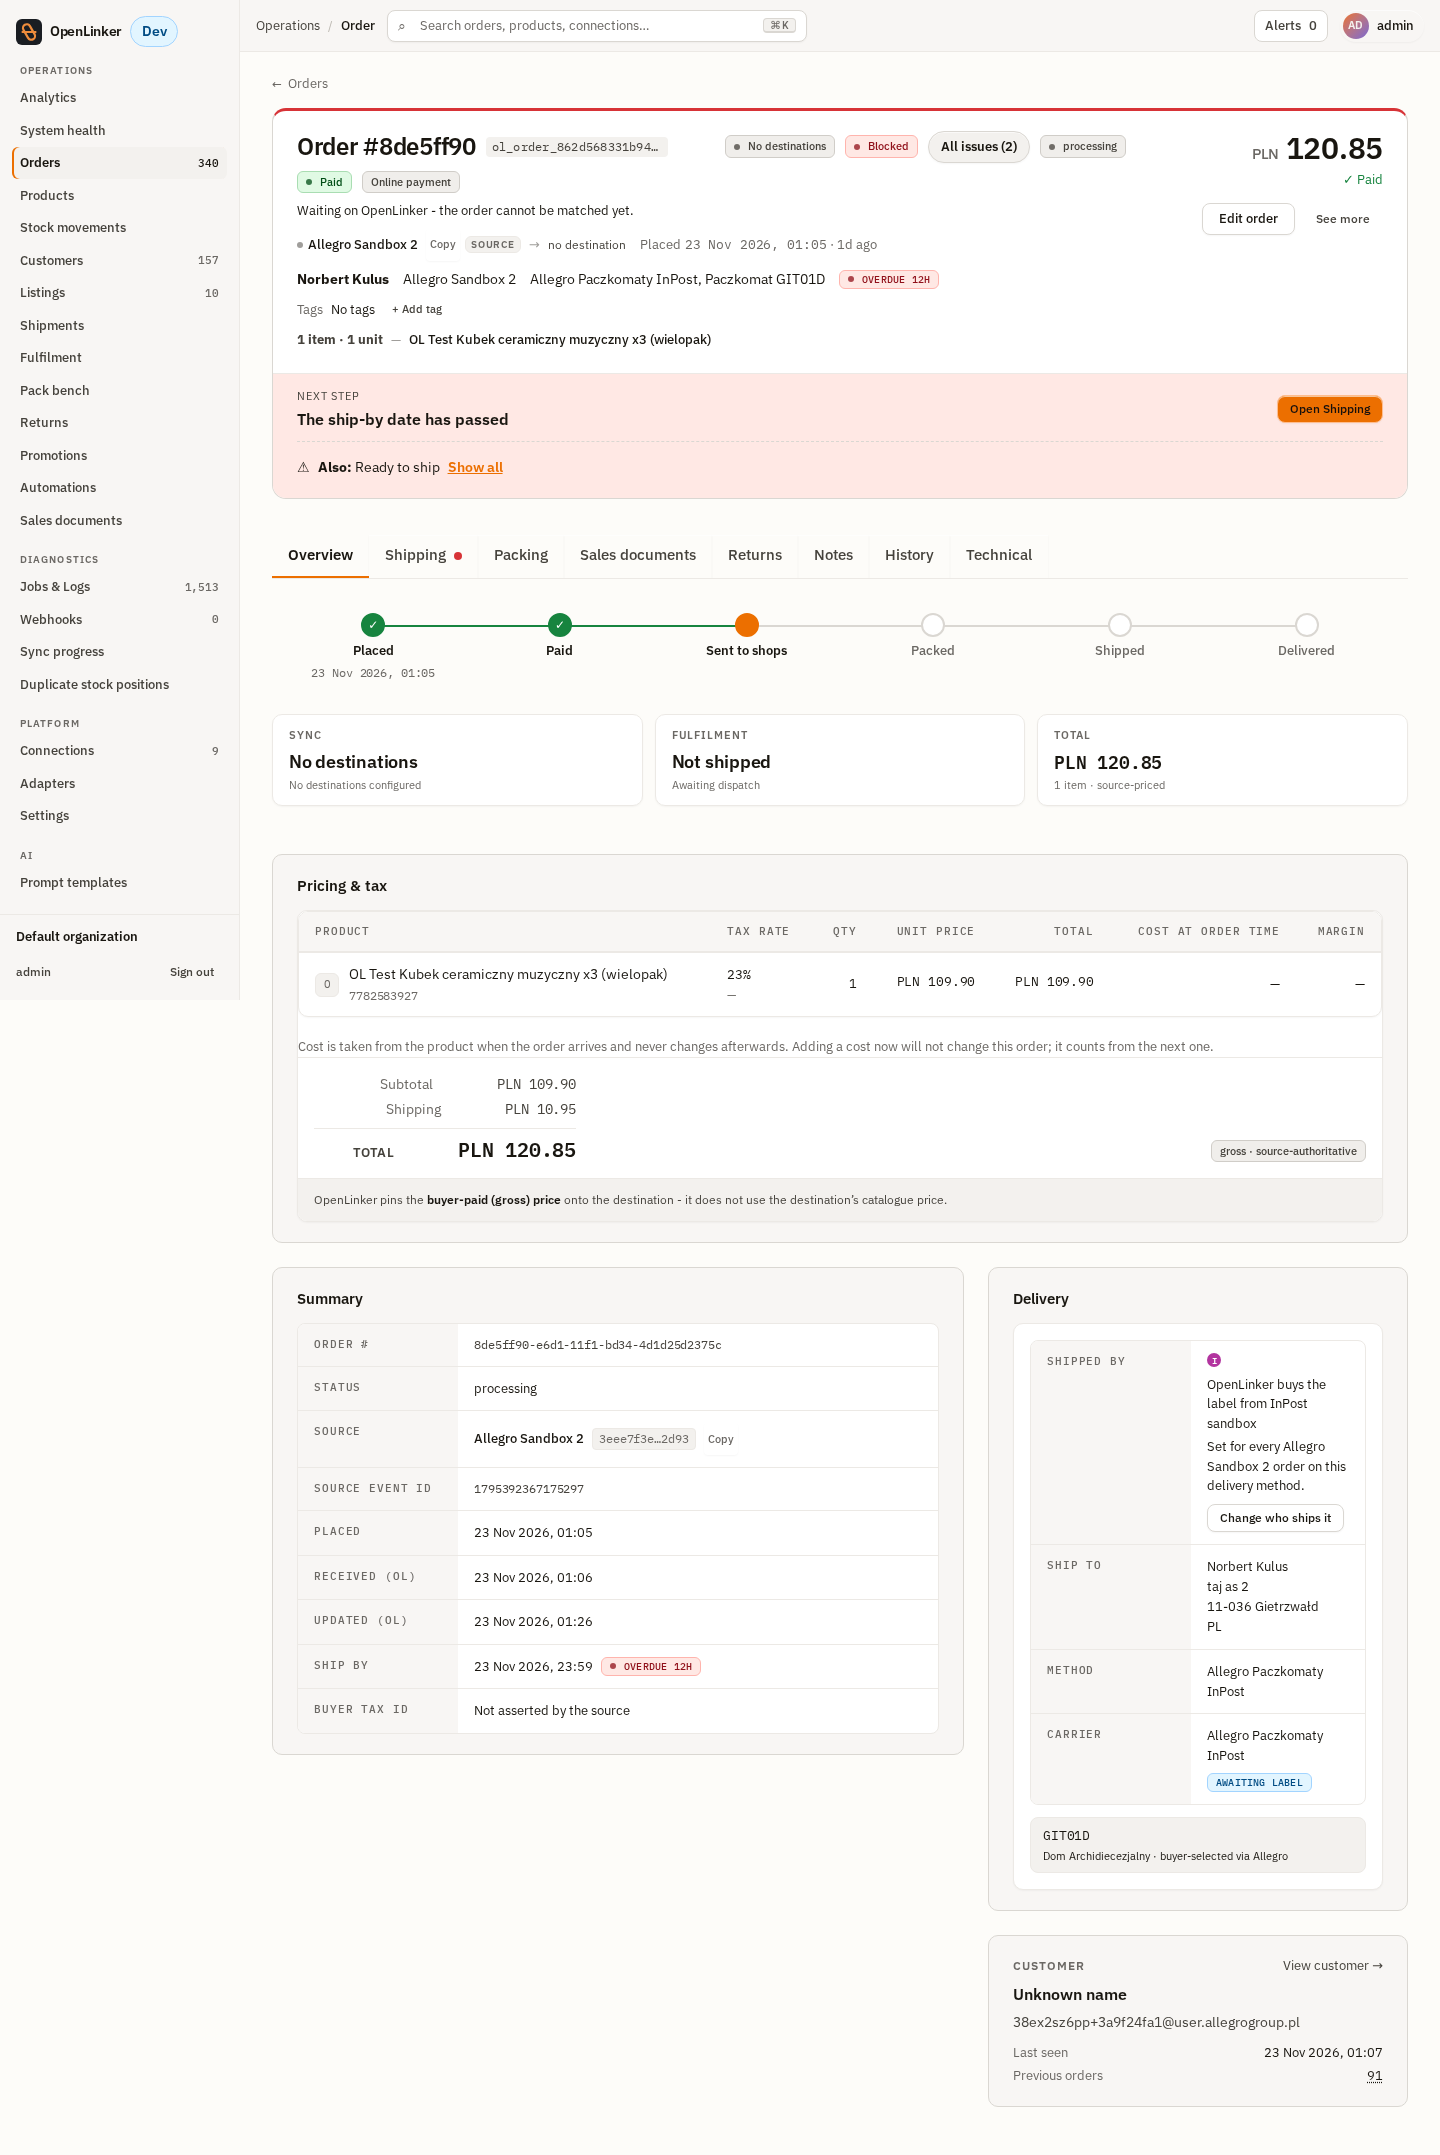 OpenLinker Dev
OPERATIONS
Analytics
System health
Orders 340
Products
Stock movements
Customers 157
Listings 10
Shipments
Fulfilment
Pack bench
Returns
Promotions
Automations
Sales documents
DIAGNOSTICS
Jobs & Logs 1,513
Webhooks 0
Sync progress
Duplicate stock positions
PLATFORM
Connections 9
Adapters
Settings
AI
Prompt templates
Default organization
admin Sign out
Operations / Order
Search orders, products, connections… ⌘K
Alerts 0
AD admin
← Orders
Order #8de5ff90 ol_order_862d568331b94…
No destinations Blocked All issues (2) processing
Paid Online payment
PLN 120.85
✓ Paid
Waiting on OpenLinker - the order cannot be matched yet.
Edit order See more
Allegro Sandbox 2 Copy SOURCE → no destination Placed 23 Nov 2026, 01:05 · 1d ago
Norbert Kulus Allegro Sandbox 2 Allegro Paczkomaty InPost, Paczkomat GIT01D OVERDUE 12H
Tags No tags + Add tag
1 item · 1 unit — OL Test Kubek ceramiczny muzyczny x3 (wielopak)
NEXT STEP
The ship-by date has passed
Open Shipping
⚠ Also: Ready to ship Show all
Overview Shipping Packing Sales documents Returns Notes History Technical
✓ ✓
Placed Paid Sent to shops Packed Shipped Delivered
23 Nov 2026, 01:05
SYNC
No destinations
No destinations configured
FULFILMENT
Not shipped
Awaiting dispatch
TOTAL
PLN 120.85
1 item · source-priced
Pricing & tax
PRODUCT TAX RATE QTY UNIT PRICE TOTAL COST AT ORDER TIME MARGIN
O OL Test Kubek ceramiczny muzyczny x3 (wielopak) 23% 1 PLN 109.90 PLN 109.90 — —
7782583927 —
Cost is taken from the product when the order arrives and never changes afterwards. Adding a cost now will not change this order; it counts from the next one.
Subtotal PLN 109.90
Shipping PLN 10.95
TOTAL PLN 120.85
gross · source-authoritative
OpenLinker pins the buyer-paid (gross) price onto the destination - it does not use the destination's catalogue price.
Summary
ORDER # 8de5ff90-e6d1-11f1-bd34-4d1d25d2375c
STATUS processing
SOURCE Allegro Sandbox 2 3eee7f3e…2d93 Copy
SOURCE EVENT ID 1795392367175297
PLACED 23 Nov 2026, 01:05
RECEIVED (OL) 23 Nov 2026, 01:06
UPDATED (OL) 23 Nov 2026, 01:26
SHIP BY 23 Nov 2026, 23:59 OVERDUE 12H
BUYER TAX ID Not asserted by the source
Delivery
SHIPPED BY I
OpenLinker buys the
label from InPost
sandbox
Set for every Allegro
Sandbox 2 order on this
delivery method.
Change who ships it
SHIP TO Norbert Kulus
taj as 2
11-036 Gietrzwałd
PL
METHOD Allegro Paczkomaty
InPost
CARRIER Allegro Paczkomaty
InPost
AWAITING LABEL
GIT01D
Dom Archidiecezjalny · buyer-selected via Allegro
CUSTOMER View customer →
Unknown name
38ex2sz6pp+3a9f24fa1@user.allegrogroup.pl
Last seen 23 Nov 2026, 01:07
Previous orders 91